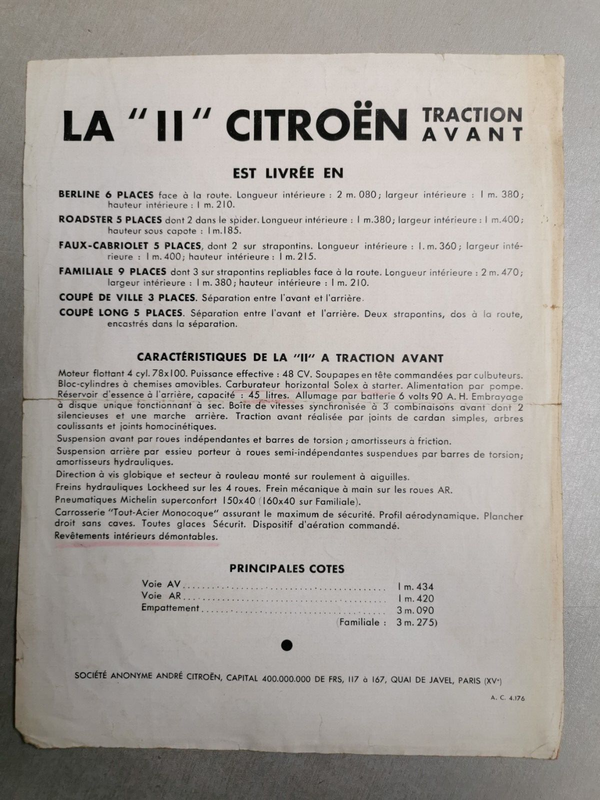 LA "11" CITROËN TRACTION AVANT
EST LIVRÉE EN
BERLINE 6 PLACES face à la route. Longueur intérieure : 2 m. 080 ; largeur intérieure : 1 m. 380 ;
hauteur intérieure : 1 m. 210.
ROADSTER 5 PLACES dont 2 dans le spider. Longueur intérieure : 1 m.380 ; largeur intérieure : 1 m.400 ;
hauteur sous capote : 1 m.185.
FAUX-CABRIOLET 5 PLACES, dont 2 sur strapontins. Longueur intérieure : 1. m. 360 ; largeur inté-
rieure : 1 m. 400 ; hauteur intérieure : 1 m. 215.
FAMILIALE 9 PLACES dont 3 sur strapontins repliables face à la route. Longueur intérieure : 2 m. 470 ;
largeur intérieure : 1 m. 380 ; hauteur intérieure : 1 m. 210.
COUPÉ DE VILLE 3 PLACES. Séparation entre l'avant et l'arrière.
COUPÉ LONG 5 PLACES. Séparation entre l'avant et l'arrière. Deux strapontins, dos à la route,
encastrés dans la séparation.
CARACTÉRISTIQUES DE LA "11" A TRACTION AVANT
Moteur flottant 4 cyl. 78x100. Puissance effective : 48 CV. Soupapes en tête commandées par culbuteurs.
Bloc-cylindres à chemises amovibles. Carburateur horizontal Solex à starter. Alimentation par pompe.
Réservoir d'essence à l'arrière, capacité : 45 litres. Allumage par batterie 6 volts 90 A. H. Embrayage
à disque unique fonctionnant à sec. Boîte de vitesses synchronisée à 3 combinaisons avant dont 2
silencieuses et une marche arrière. Traction avant réalisée par joints de cardan simples, arbres
coulissants et joints homocinétiques.
Suspension avant par roues indépendantes et barres de torsion ; amortisseurs à friction.
Suspension arrière par essieu porteur à roues semi-indépendantes suspendues par barres de torsion ;
amortisseurs hydrauliques.
Direction à vis globique et secteur à rouleau monté sur roulement à aiguilles.
Freins hydrauliques Lockheed sur les 4 roues. Frein mécanique à main sur les roues AR.
Pneumatiques Michelin superconfort 150x40 (160x40 sur Familiale).
Carrosserie "Tout-Acier Monocoque" assurant le maximum de sécurité. Profil aérodynamique. Plancher
droit sans caves. Toutes glaces Sécurit. Dispositif d'aération commandé.
Revêtements intérieurs démontables.
PRINCIPALES COTES
Voie AV........................................ 1 m. 434
Voie AR........................................ 1 m. 420
Empattement.................................... 3 m. 090
(Familiale : 3 m. 275)
SOCIÉTÉ ANONYME ANDRÉ CITROËN, CAPITAL 400.000.000 DE FRS, 117 à 167, QUAI DE JAVEL, PARIS (XVe)
A. C. 4.176